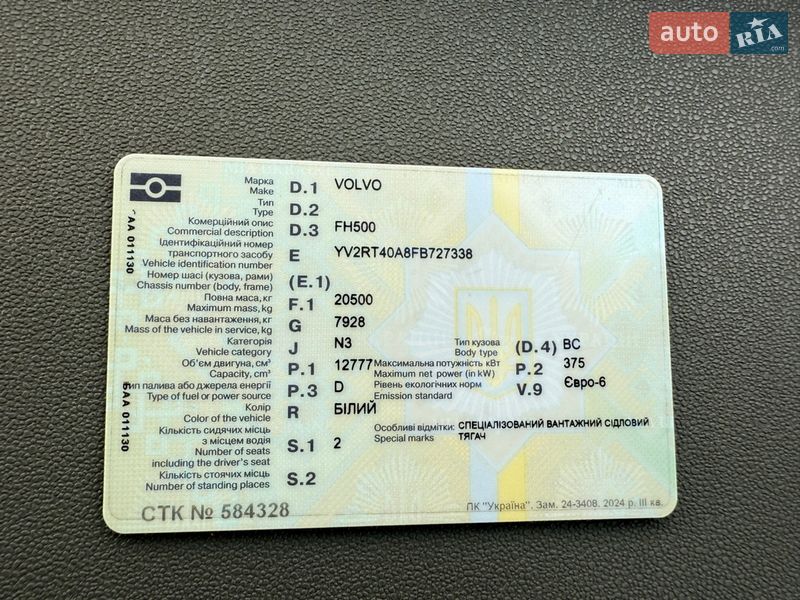 auto RIA .com
МІА
ЄАА 011130
Марка D.1 VOLVO
Make
Тип D.2
Type
Комерційний опис D.3 FH500
Commercial description
Ідентифікаційний номер
транспортного засобу E YV2RT40A8FB727338
Vehicle identification number
Номер шасі (кузова, рами) (E.1)
Chassis number (body, frame)
Повна маса, кг F.1 20500
Maximum mass, kg
Маса без навантаження, кг G 7928
Mass of the vehicle in service, kg
Категорія J N3 Тип кузова (D.4) ВС
Vehicle category Body type
Об'єм двигуна, см³ P.1 12777 Максимальна потужність кВт P.2 375
Capacity, cm³ Maximum net power (in kW)
Тип палива або джерела енергії P.3 D Рівень екологічних норм V.9 Євро-6
Type of fuel or power source Emission standard
Колір R БІЛИЙ
Color of the vehicle
Кількість сидячих місць Особливі відмітки: СПЕЦІАЛІЗОВАНИЙ ВАНТАЖНИЙ СІДЛОВИЙ
з місцем водія S.1 2 Special marks ТЯГАЧ
Number of seats
including the driver's seat
Кількість стоячих місць S.2
Number of standing places
6АА 011130
СТК № 584328
ПК "Україна". Зам. 24-3408. 2024 р. III кв.